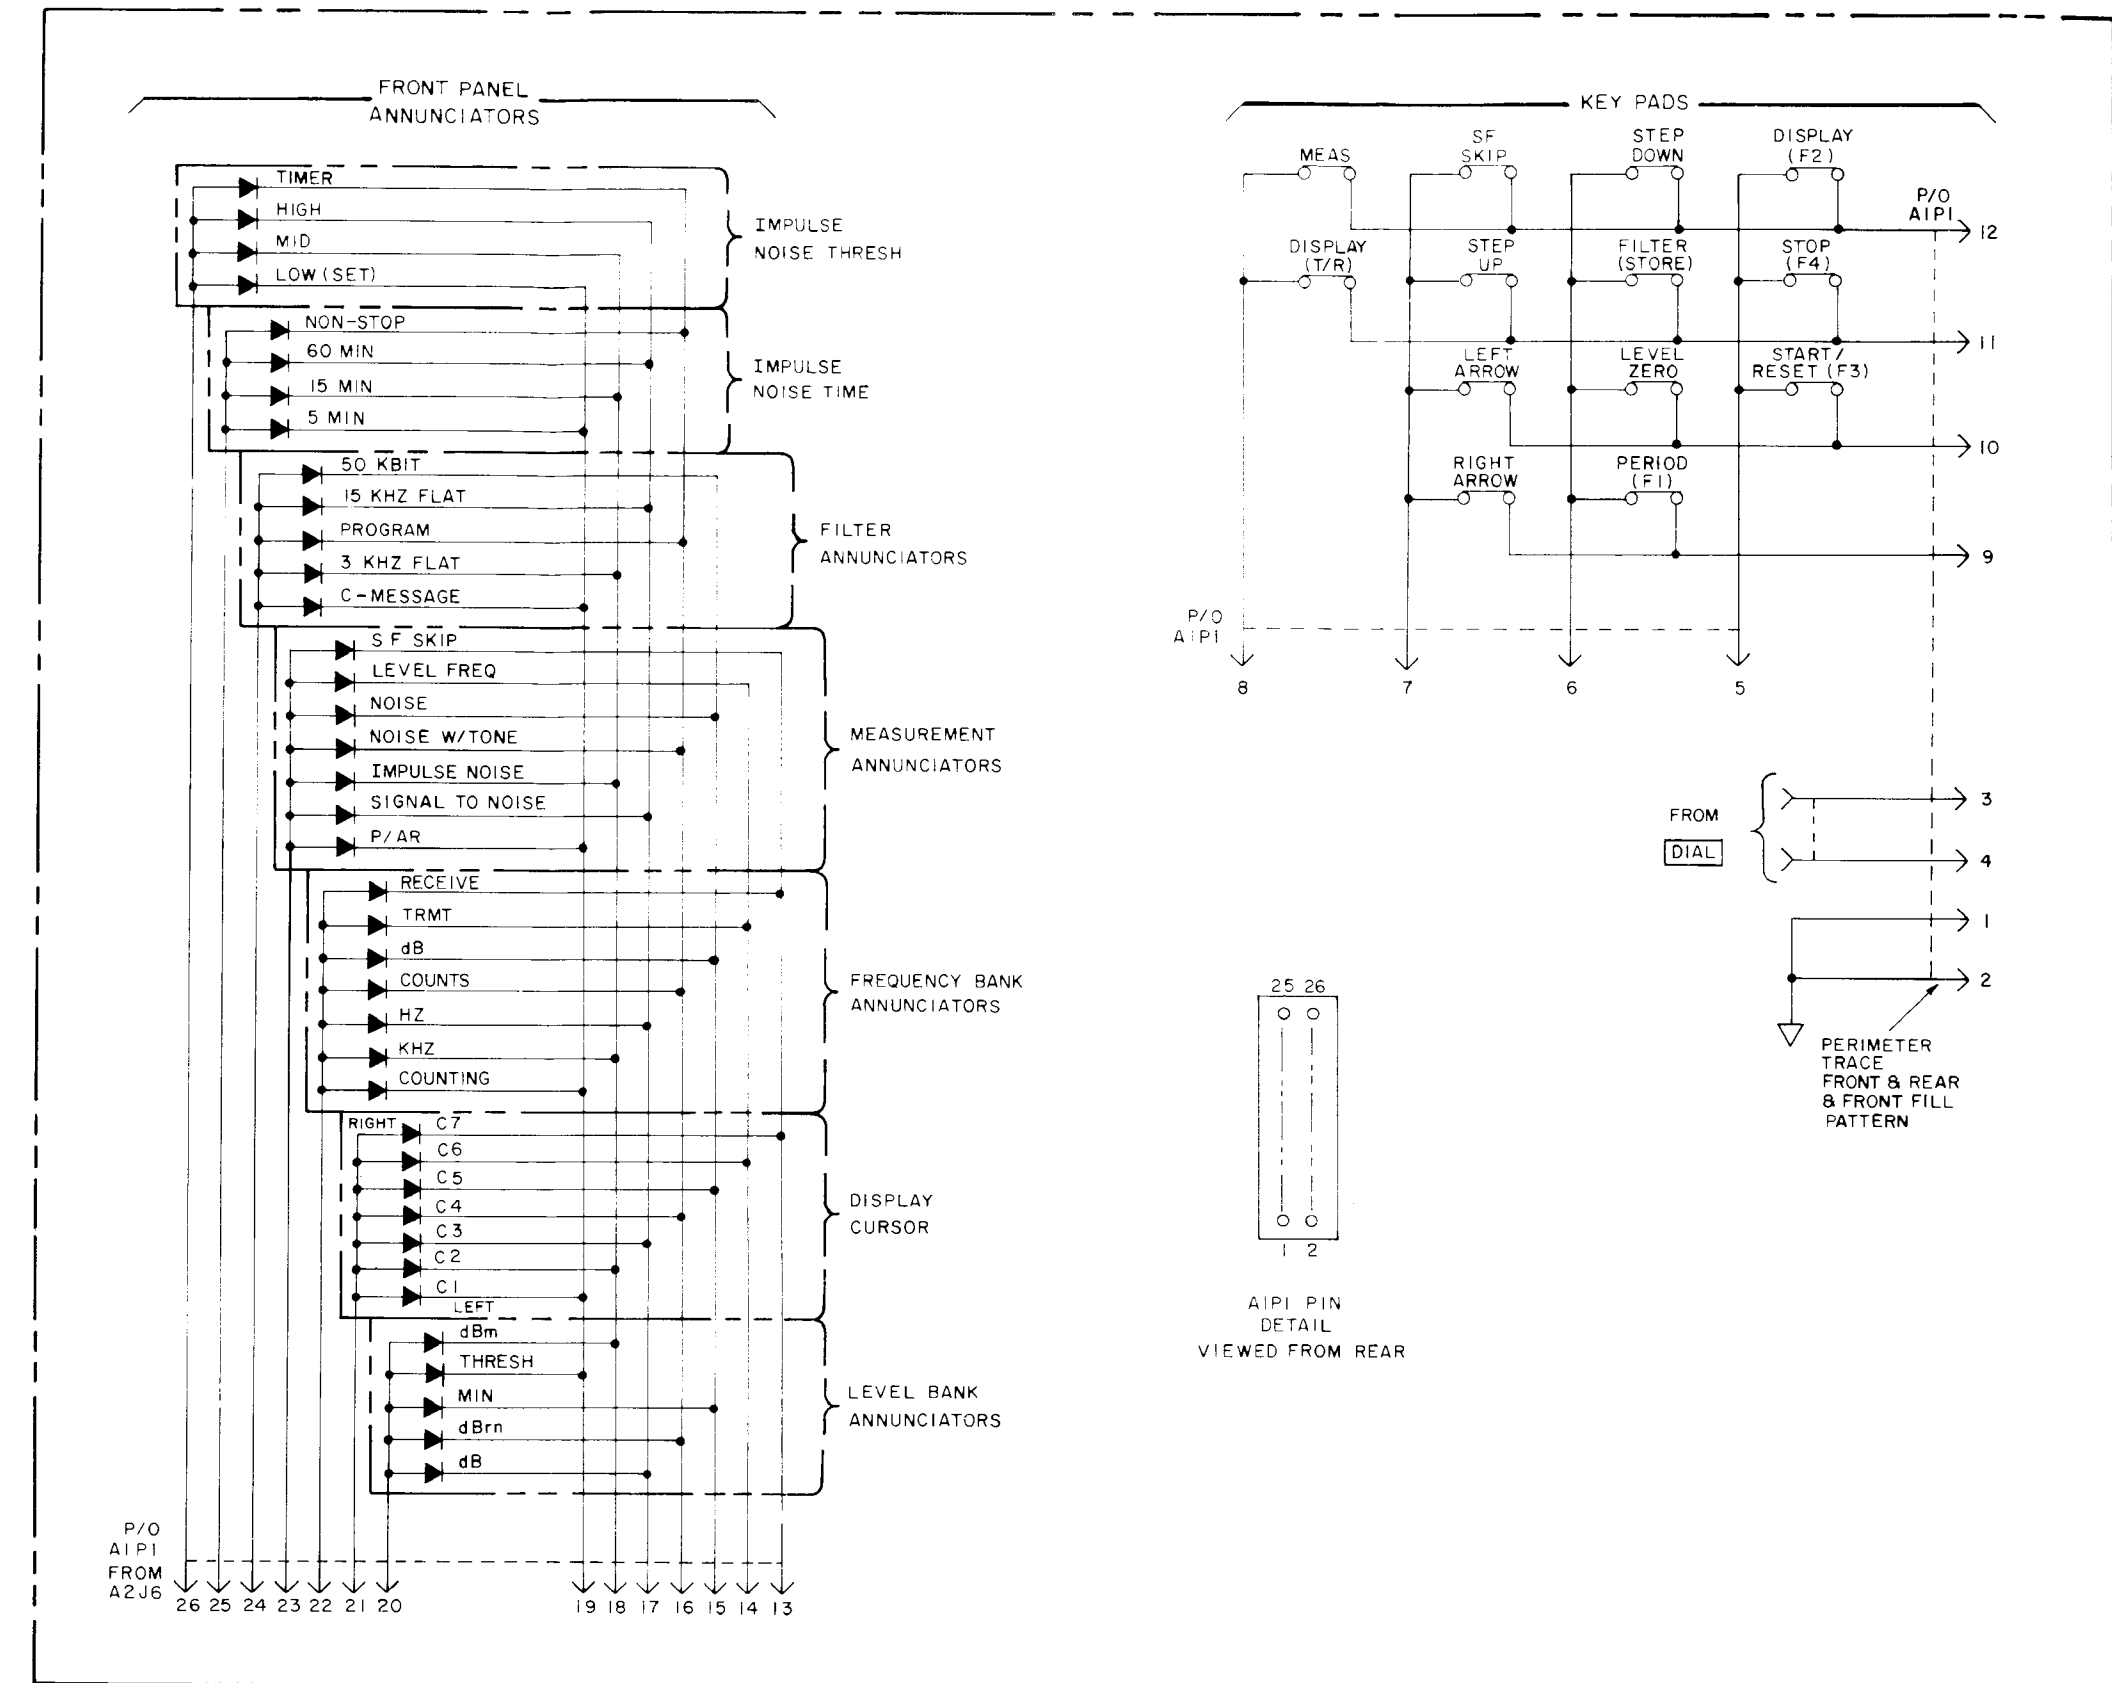 FRONT PANEL
ANNUNCIATORS
TIMER
HIGH
MID
LOW (SET)
IMPULSE
NOISE THRESH
NON-STOP
60 MIN
15 MIN
5 MIN
IMPULSE
NOISE TIME
50 KBIT
15 KHZ FLAT
PROGRAM
3 KHZ FLAT
C-MESSAGE
FILTER
ANNUNCIATORS
SF SKIP
LEVEL FREQ
NOISE
NOISE W/TONE
IMPULSE NOISE
SIGNAL TO NOISE
P/AR
MEASUREMENT
ANNUNCIATORS
RECEIVE
TRMT
dB
COUNTS
HZ
KHZ
COUNTING
FREQUENCY BANK
ANNUNCIATORS
RIGHT
C7
C6
C5
C4
C3
C2
C1
LEFT
DISPLAY
CURSOR
dBm
THRESH
MIN
dBrn
dB
LEVEL BANK
ANNUNCIATORS
P/O
A1P1
FROM
A2J6
26 25 24 23 22 21 20 19 18 17 16 15 14 13
KEY PADS
MEAS
SF
SKIP
STEP
DOWN
DISPLAY
(F2)
P/O
A1P1
12
DISPLAY
(T/R)
STEP
UP
FILTER
(STORE)
STOP
(F4)
11
LEFT
ARROW
LEVEL
ZERO
START/
RESET (F3)
10
RIGHT
ARROW
PERIOD
(F1)
9
P/O
A1P1
8 7 6 5
FROM
DIAL
3
4
1
2
PERIMETER
TRACE
FRONT & REAR
& FRONT FILL
PATTERN
25 26
1 2
A1P1 PIN
DETAIL
VIEWED FROM REAR